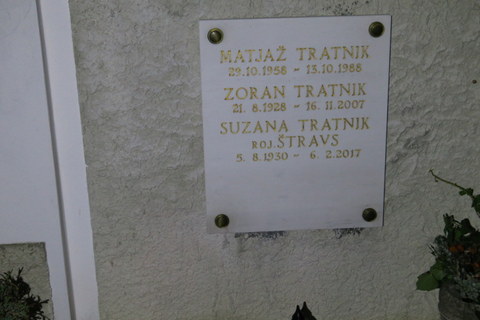 MATJAŽ TRATNIK
29.10.1958 - 13.10.1988
ZORAN TRATNIK
21. 8.1928 - 16.11.2007
SUZANA TRATNIK
ROJ. ŠTRAVS
5. 8.1930 - 6. 2.2017